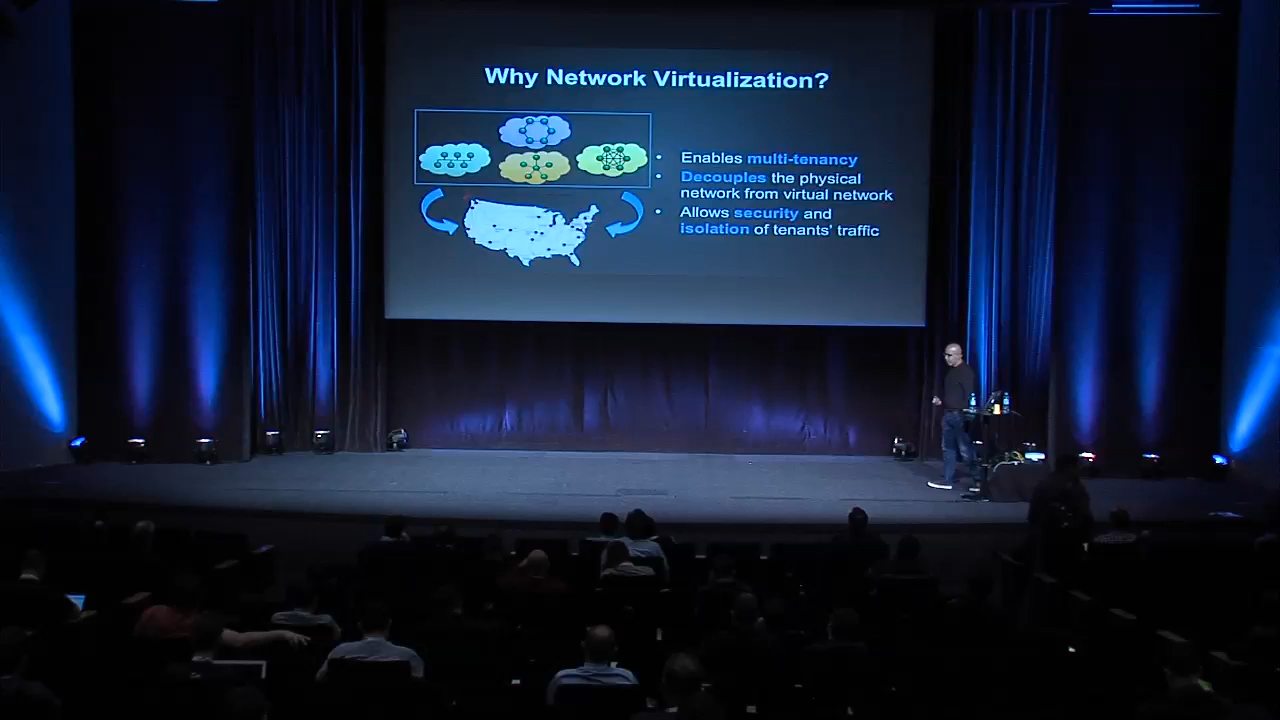 Why Network Virtualization?
• Enables multi-tenancy
• Decouples the physical
network from virtual network
• Allows security and
isolation of tenants' traffic